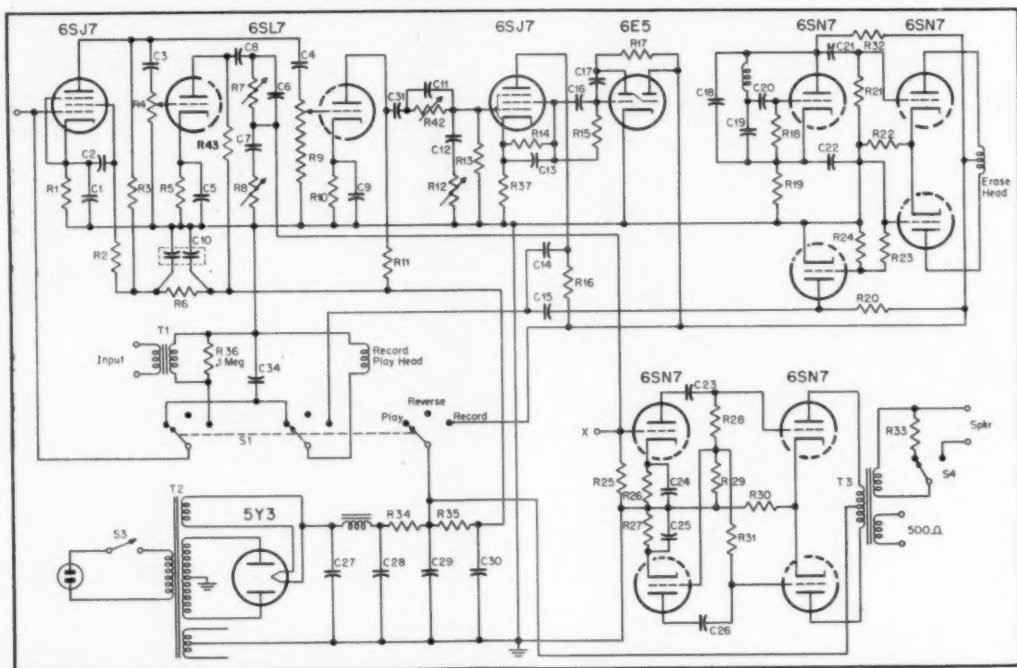 6SJ7 6SL7 6SJ7 6E5 6SN7 6SN7
C3 C8 C4 R17 C21 R32
R4 R7 C6 C11 C17 C18 C20 R21
C31 R42 C16
C2 R43 C7 R9 C12 R14 R15 C19 R18 R22
R13 C13 C22
R1 C1 R3 R5 C5 R8 R10 C9 R12 R37 R19 Erase
Head
R2 C10 R11 C14 R24 R23
R6 C15 R16 R20
T1 Input R36
.1 Meg C34 Record
Play Head
6SN7 6SN7
Play Reverse Record C23
S1 X R28 R33 Spkr
S4
T2 5Y3 R25 R26 C24 R29 R30 T3
S3 R34 R35 R27 C25 R31 500Ω
C27 C28 C29 C30
C26